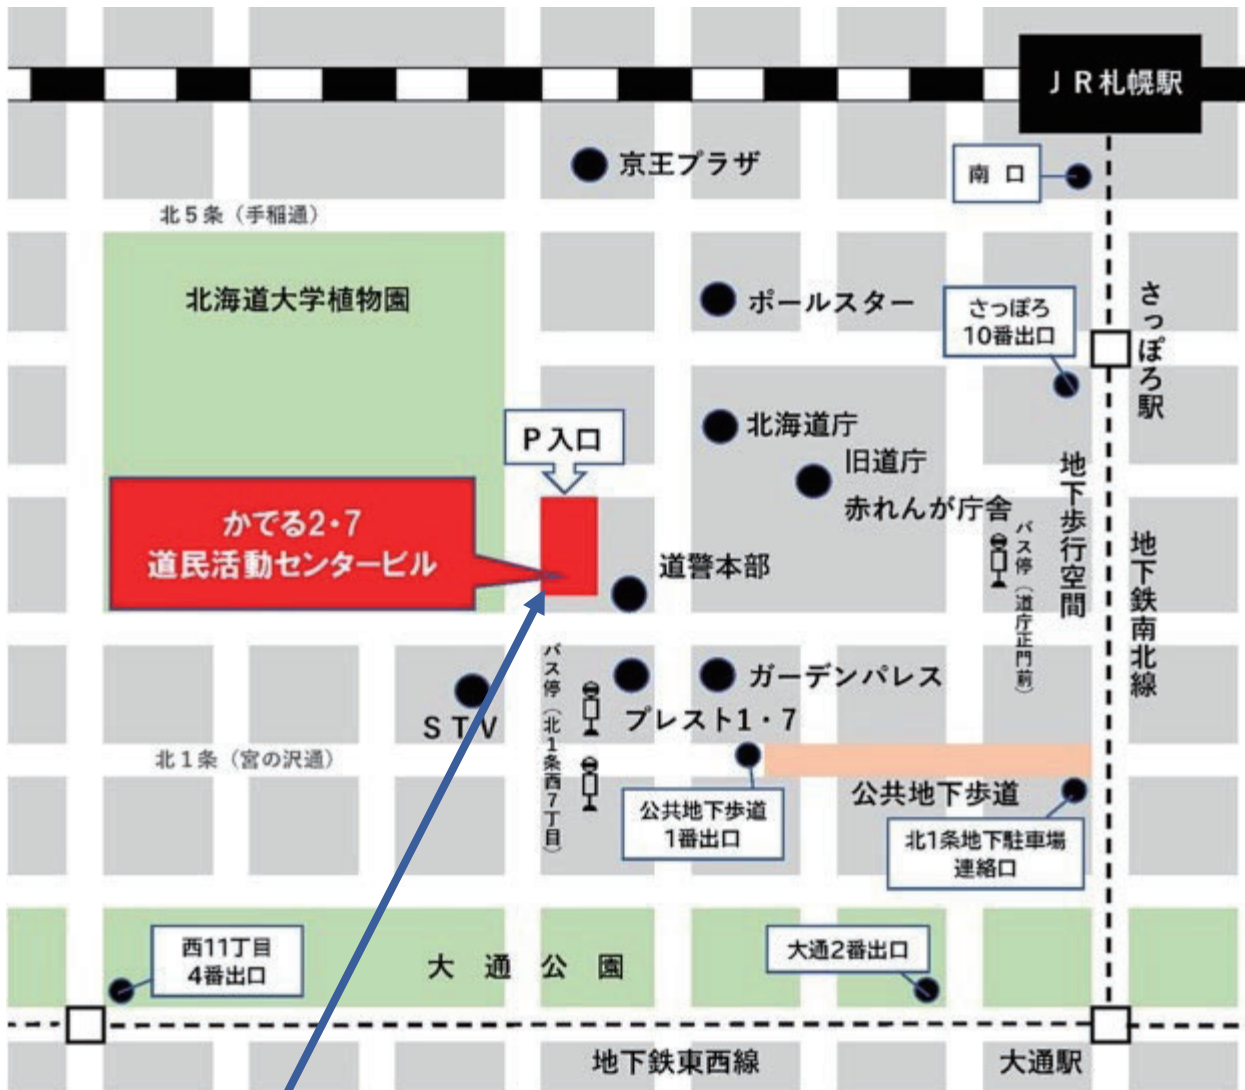 JR札幌駅
京王プラザ
南口
北5条（手稲通）
北海道大学植物園
ポールスター
さっぽろ
10番出口
さっぽろ駅
P入口
北海道庁
旧道庁
赤れんが庁舎
かでる2・7
道民活動センタービル
道警本部
バス停（道庁正門前）
地下歩行空間
地下鉄南北線
STV
バス停（北1条西7丁目）
プレスト1・7
ガーデンパレス
北1条（宮の沢通）
公共地下歩道
1番出口
公共地下歩道
北1条地下駐車場
連絡口
西11丁目
4番出口
大通公園
大通2番出口
地下鉄東西線
大通駅